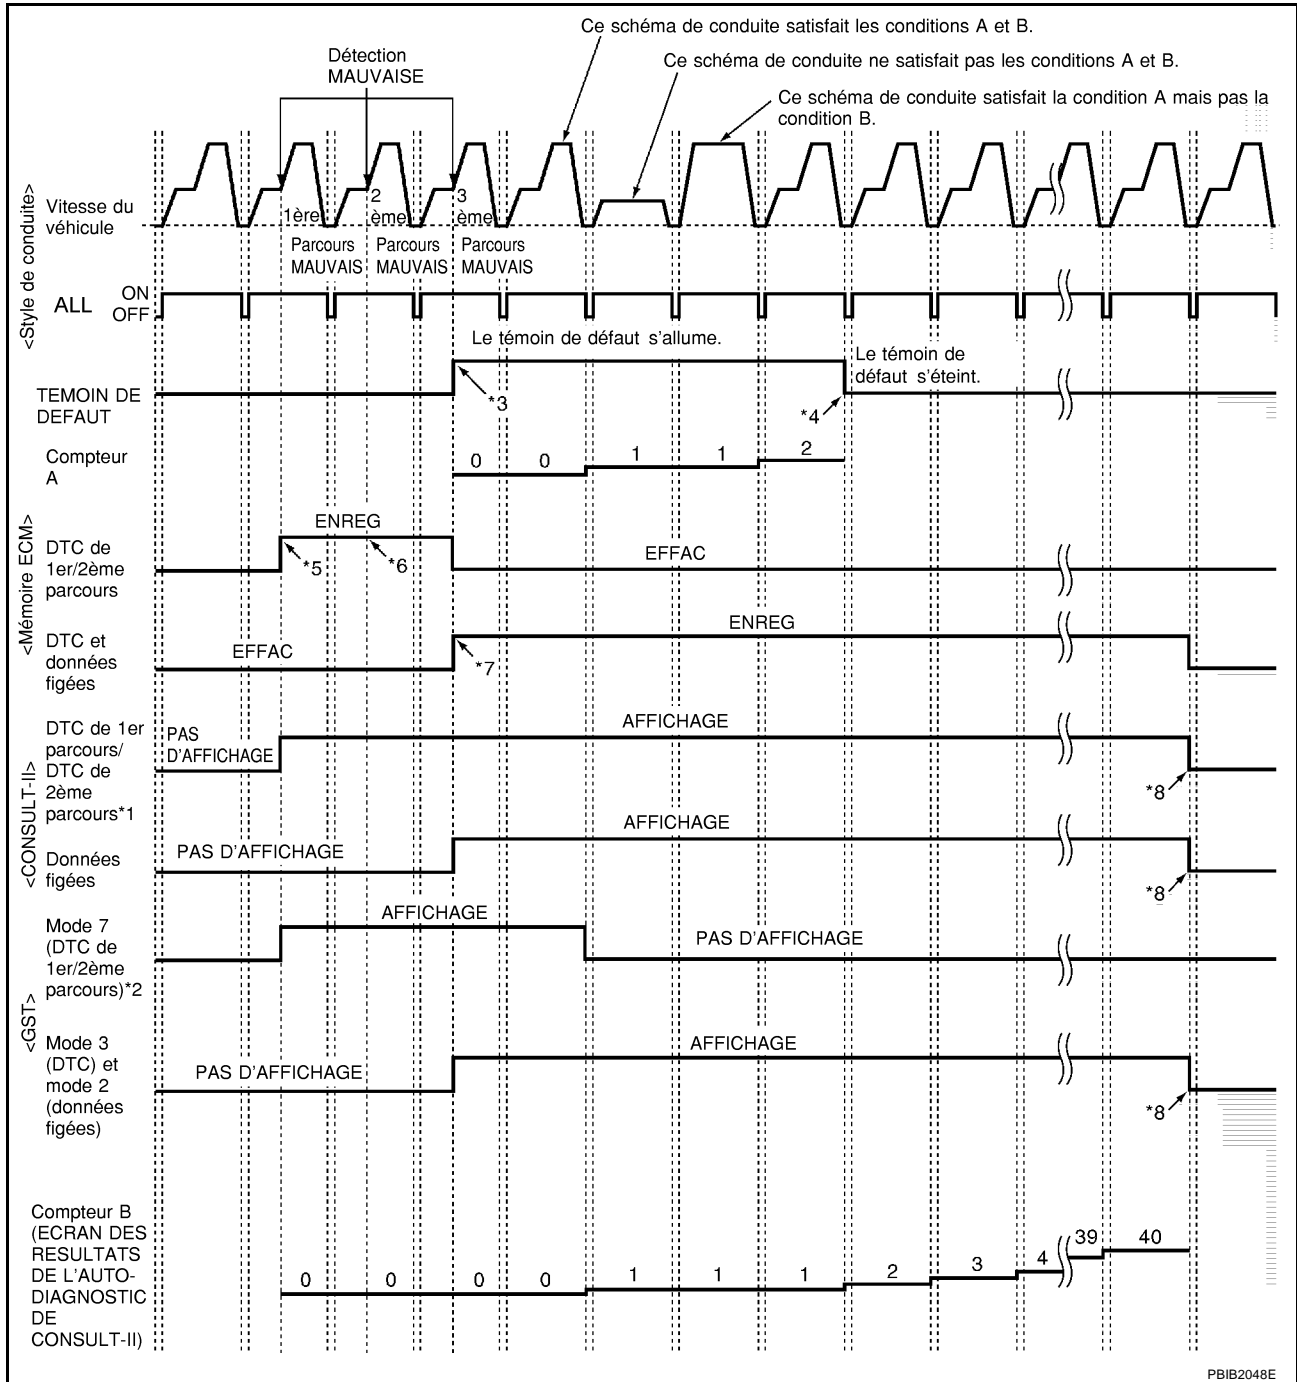 Ce schéma de conduite satisfait les conditions A et B.
Détection
MAUVAISE
Ce schéma de conduite ne satisfait pas les conditions A et B.
Ce schéma de conduite satisfait la condition A mais pas la
condition B.
<Style de conduite>
Vitesse du
véhicule
1ère
Parcours
MAUVAIS
2
ème
Parcours
MAUVAIS
3
ème
Parcours
MAUVAIS
ALL
ON
OFF
Le témoin de défaut s'allume.
Le témoin de
défaut s'éteint.
TEMOIN DE
DEFAUT
*3
*4
Compteur
A
0 0 1 1 2
<Mémoire ECM>
DTC de
1er/2ème
parcours
ENREG
*5
*6
EFFAC
DTC et
données
figées
EFFAC
*7
ENREG
<CONSULT-II>
DTC de 1er
parcours/
DTC de
2ème
parcours*1
PAS
D'AFFICHAGE
AFFICHAGE
*8
Données
figées
PAS D'AFFICHAGE
AFFICHAGE
*8
<GST>
Mode 7
(DTC de
1er/2ème
parcours)*2
AFFICHAGE
PAS D'AFFICHAGE
Mode 3
(DTC) et
mode 2
(données
figées)
PAS D'AFFICHAGE
AFFICHAGE
*8
Compteur B
(ECRAN DES
RESULTATS
DE L'AUTO-
DIAGNOSTIC
DE
CONSULT-II)
0 0 0 0 1 1 1 2 3 4 39 40
PBIB2048E